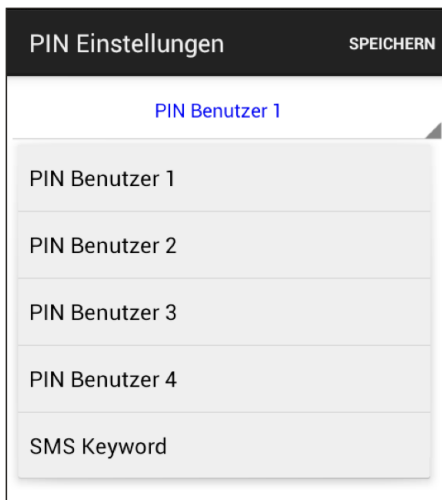 PIN Einstellungen SPEICHERN
PIN Benutzer 1
PIN Benutzer 1
PIN Benutzer 2
PIN Benutzer 3
PIN Benutzer 4
SMS Keyword